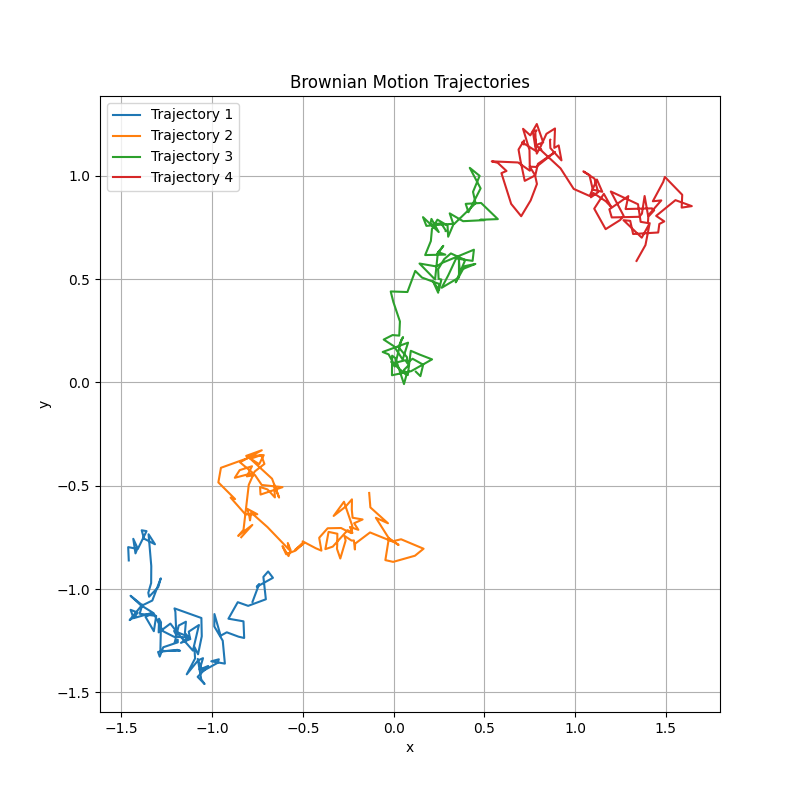 Brownian Motion Trajectories
Trajectory 1
Trajectory 2
Trajectory 3
Trajectory 4
1.0
0.5
0.0
−0.5
−1.0
−1.5
y
−1.5 −1.0 −0.5 0.0 0.5 1.0 1.5
x